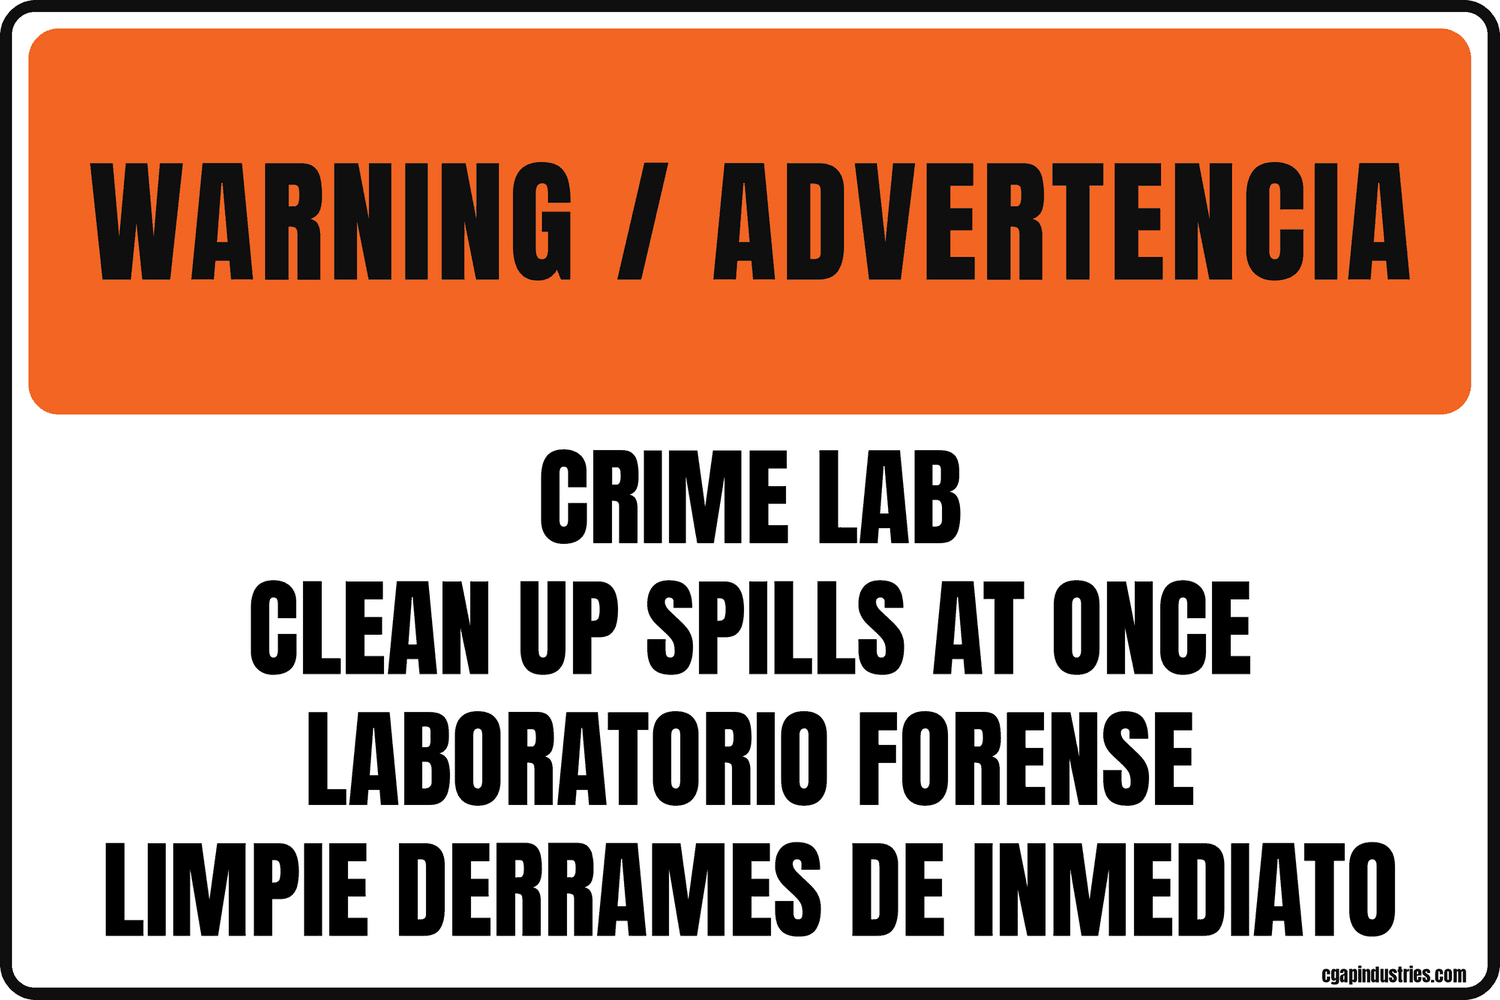 WARNING / ADVERTENCIA
CRIME LAB
CLEAN UP SPILLS AT ONCE
LABORATORIO FORENSE
LIMPIE DERRAMES DE INMEDIATO
cgapindustries.com